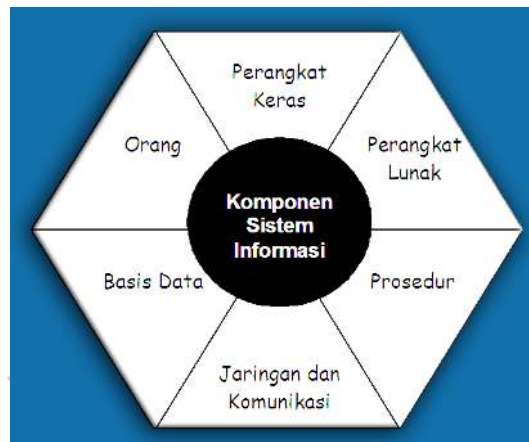 Perangkat
Keras
Orang
Perangkat
Lunak
Komponen
Sistem
Informasi
Basis Data
Prosedur
Jaringan dan
Komunikasi